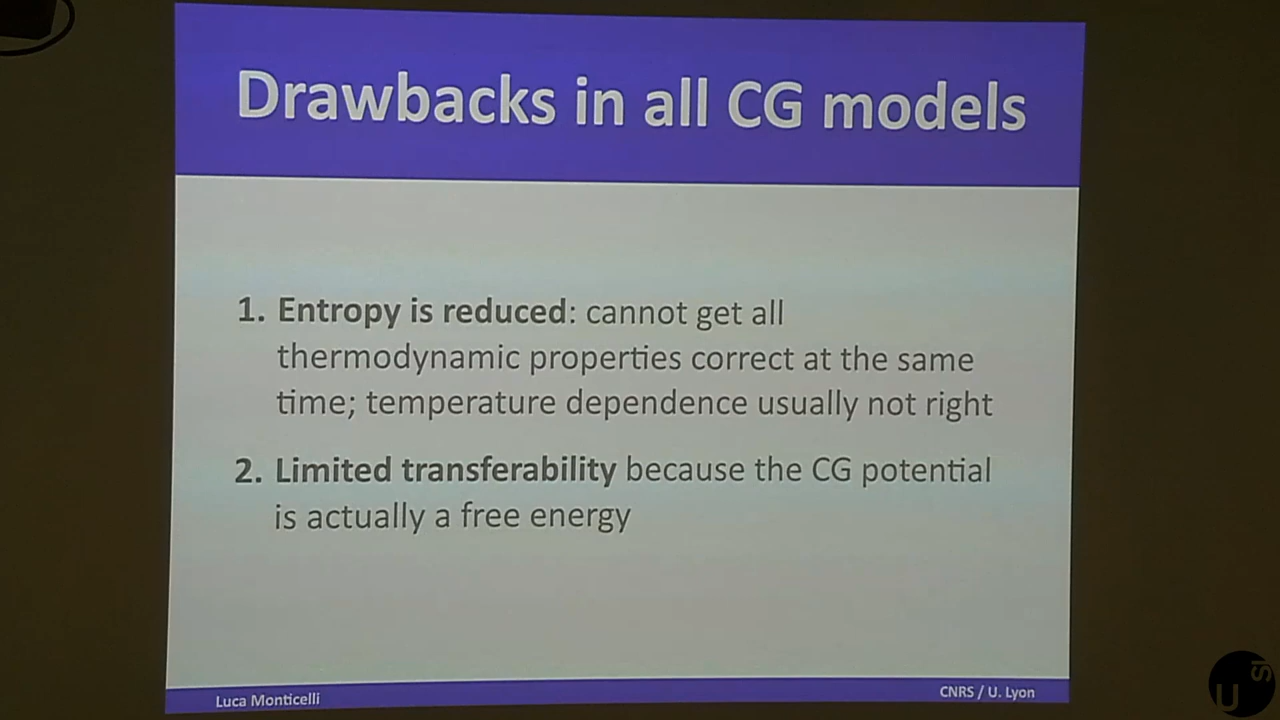 Drawbacks in all CG models
1. Entropy is reduced: cannot get all
thermodynamic properties correct at the same
time; temperature dependence usually not right
2. Limited transferability because the CG potential
is actually a free energy
Luca Monticelli
CNRS / U. Lyon
U
SI